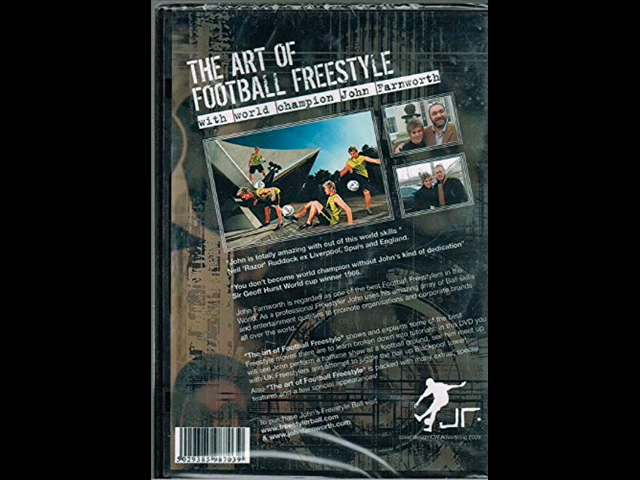 THE ART OF
FOOTBALL FREESTYLE
with world champion John Farnworth
"John is totally amazing with out of this world skills "
Neil "Razor" Ruddock ex Liverpool, Spurs and England.
"You don't become world champion without John's kind of dedication"
Sir Geoff Hurst World cup winner 1966.
John Farnworth is regarded as one of the best Football Freestylers in the
World. As a professional Freestyler John uses his amazing array of Ball skills
and entertainment qualities to promote organisations and corporate brands
all over the world.
"The art of Football Freestyle" shows and explains some of the best
Freestyle moves there are to learn broken down into tutorials. In this DVD you
will see John perform a halftime show at a football ground, see him meet up
with UK Freestylers and attempt to juggle the ball up Blackpool tower!
Also "The art of Football Freestyle" is packed with many extra, special
features and a few special appearances!
To purchase John's Freestyle Ball visit
www.freestylerball.com
& www.johnfarnworth.com
JR
cover design CW Advertising 2009